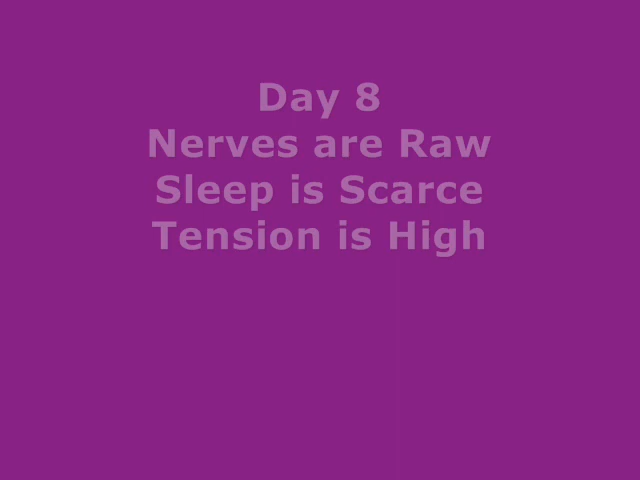 Day 8
Nerves are Raw
Sleep is Scarce
Tension is High